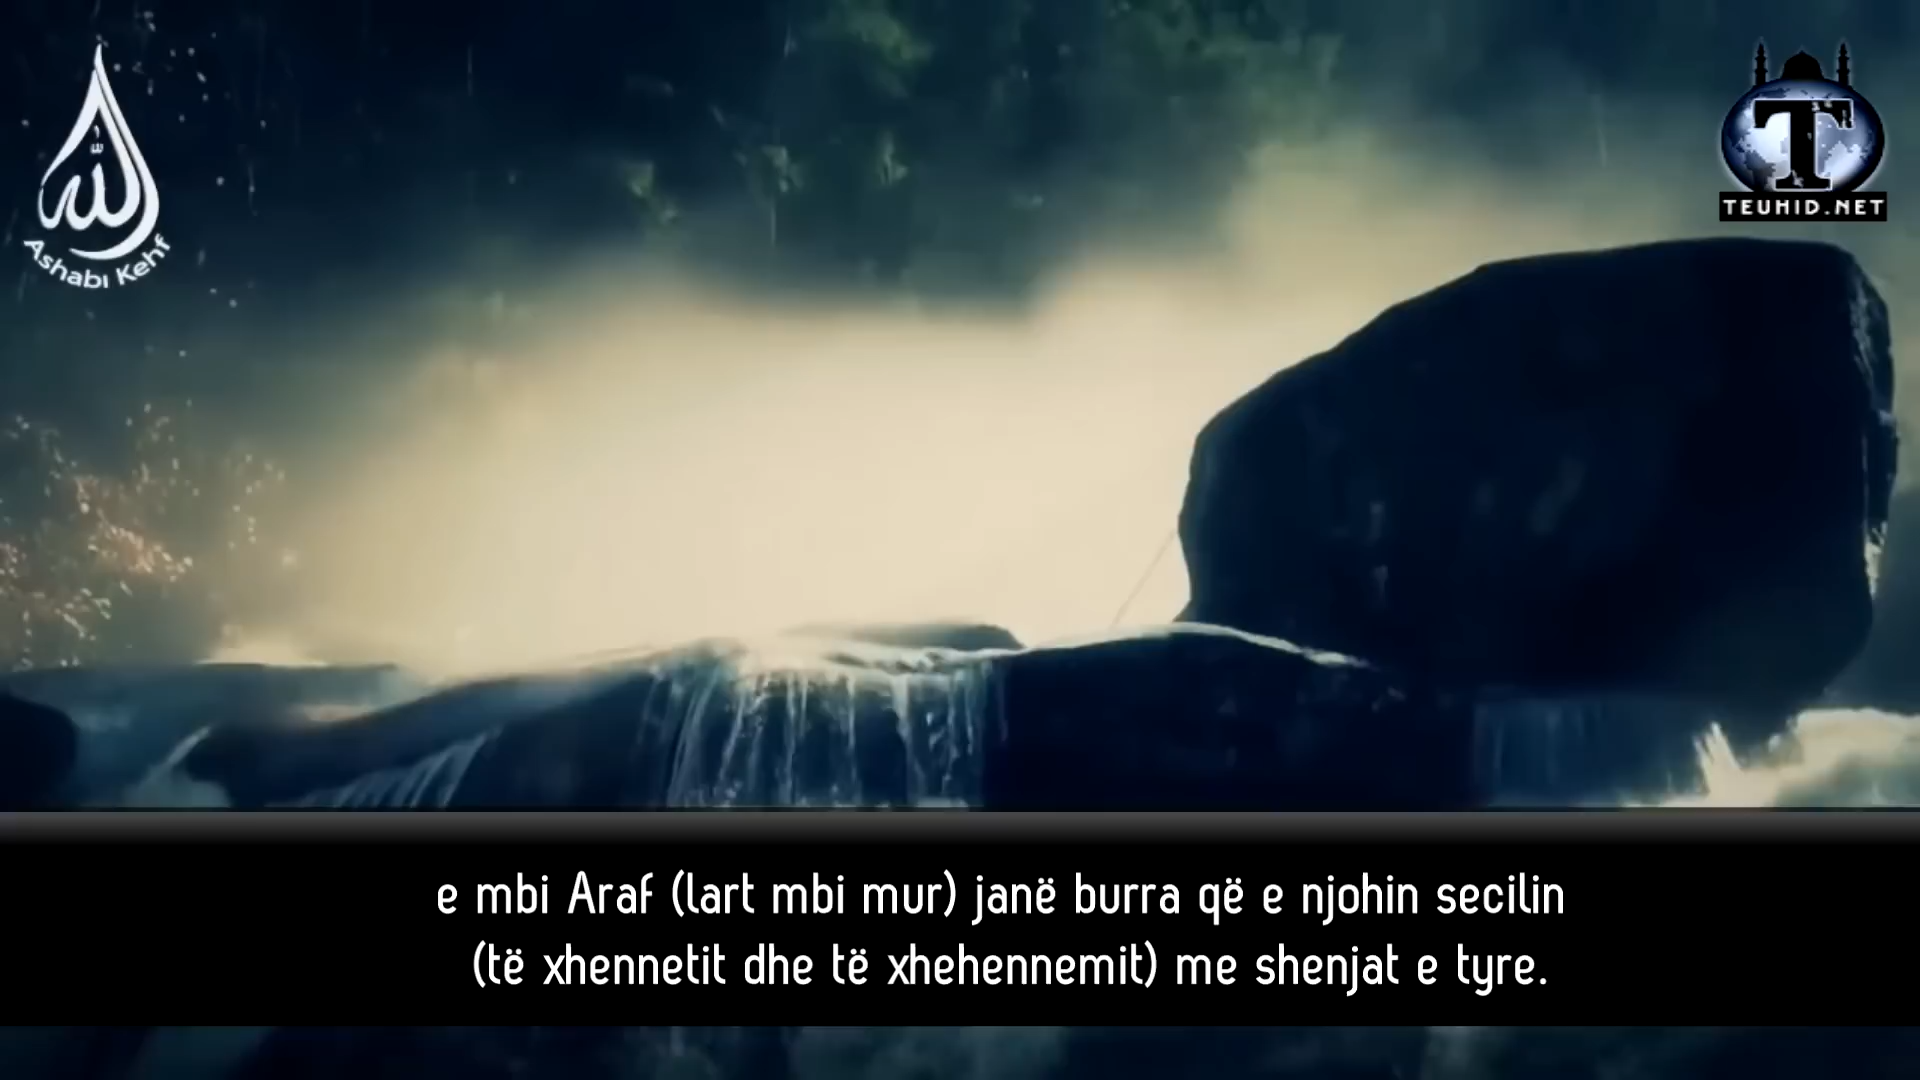 الله
Ashabı Kehf
T
TEUHID.NET
e mbi Araf (lart mbi mur) janë burra që e njohin secilin
(të xhennetit dhe të xhehennemit) me shenjat e tyre.